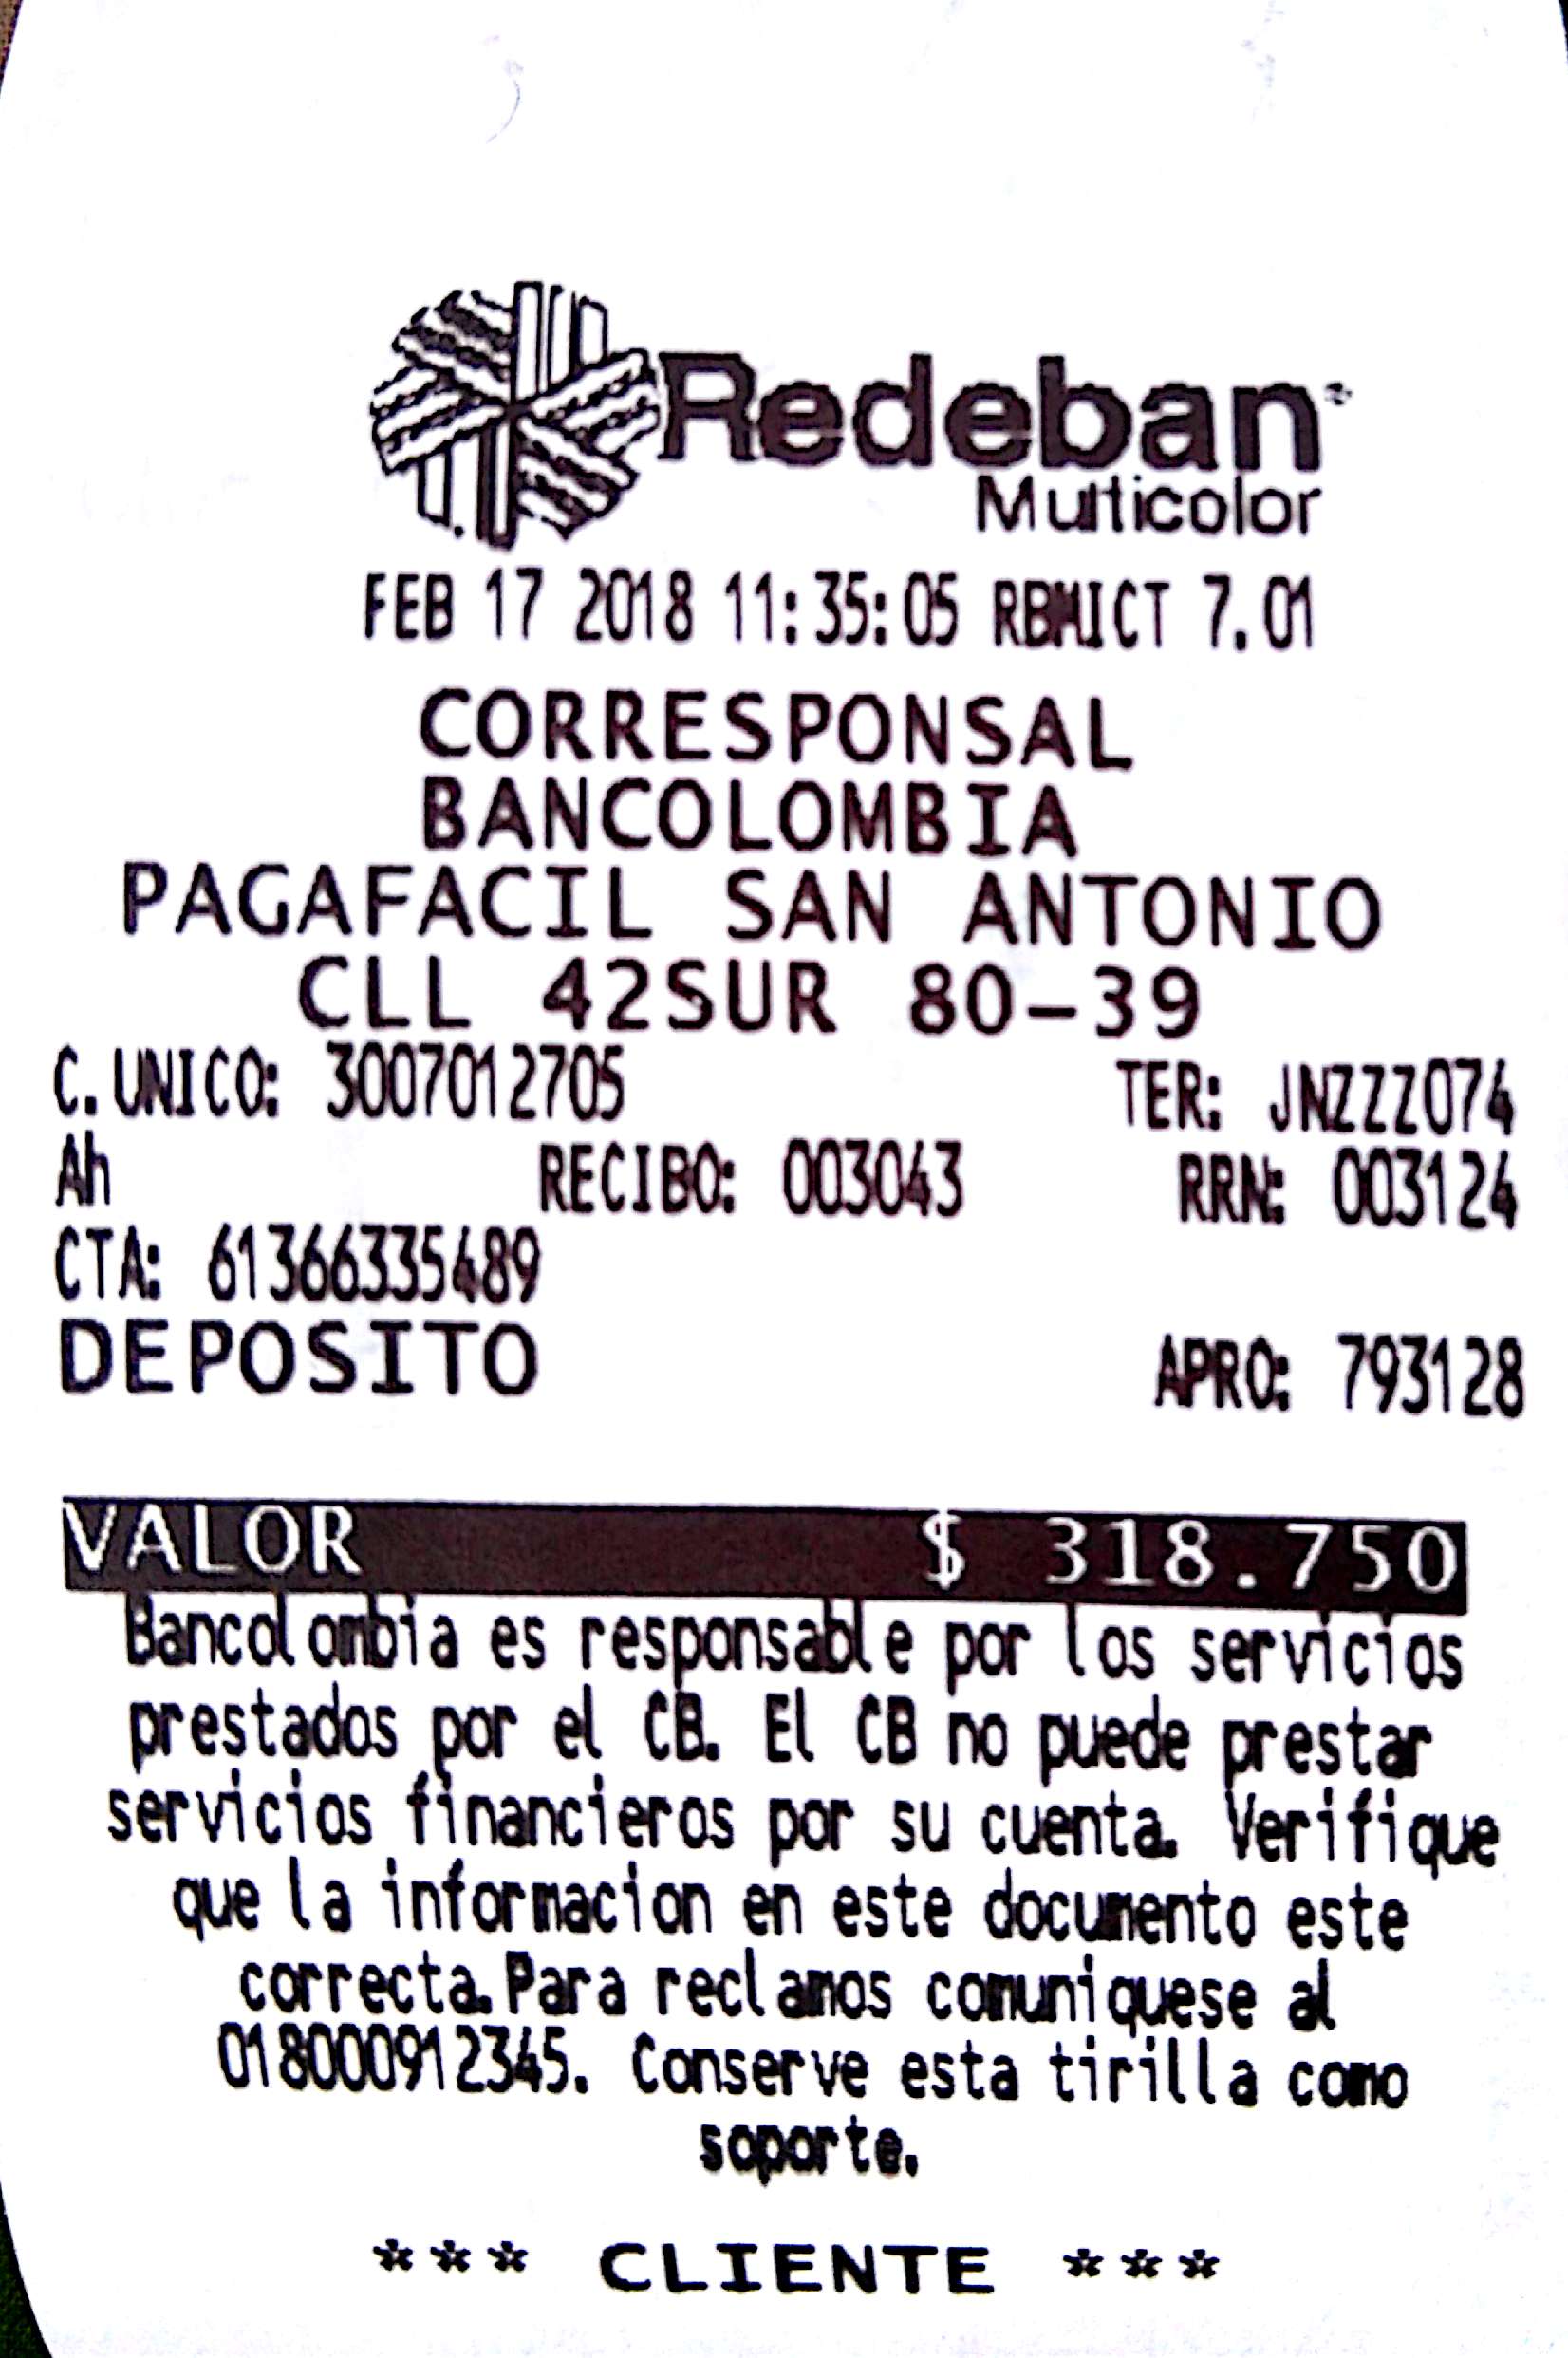 Redeban
Multicolor
FEB 17 2018 11:35:05 RBMICT 7.01
CORRESPONSAL
BANCOLOMBIA
PAGAFACIL SAN ANTONIO
CLL 42SUR 80-39
C.UNICO: 3007012705 TER: JNZZZ074
Ah RECIBO: 003043 RRN: 003124
CTA: 61366335489
DEPOSITO APRO: 793128
VALOR $ 318.750
Bancolombia es responsable por los servicios
prestados por el CB. El CB no puede prestar
servicios financieros por su cuenta. Verifique
que la informacion en este documento este
correcta.Para reclamos comuniquese al
018000912345. Conserve esta tirilla como
soporte.
*** CLIENTE ***